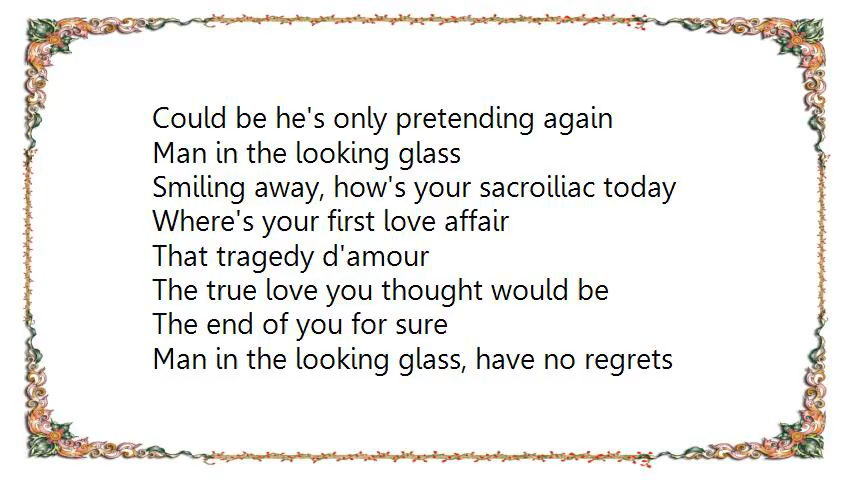 Could be he's only pretending again
Man in the looking glass
Smiling away, how's your sacroiliac today
Where's your first love affair
That tragedy d'amour
The true love you thought would be
The end of you for sure
Man in the looking glass, have no regrets